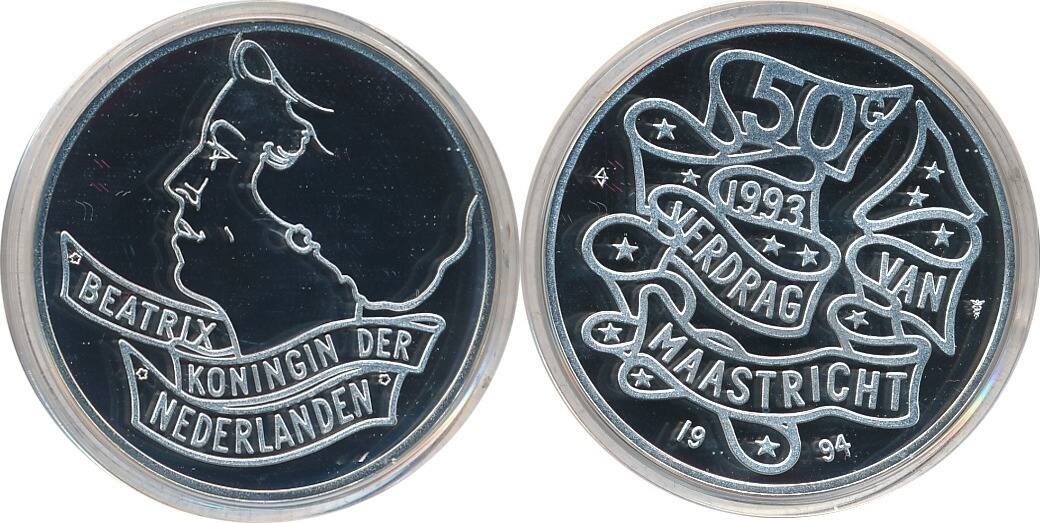 BEATRIX
KONINGIN DER
NEDERLANDEN
50G
1993
VERDRAG
VAN
MAASTRICHT
19 94